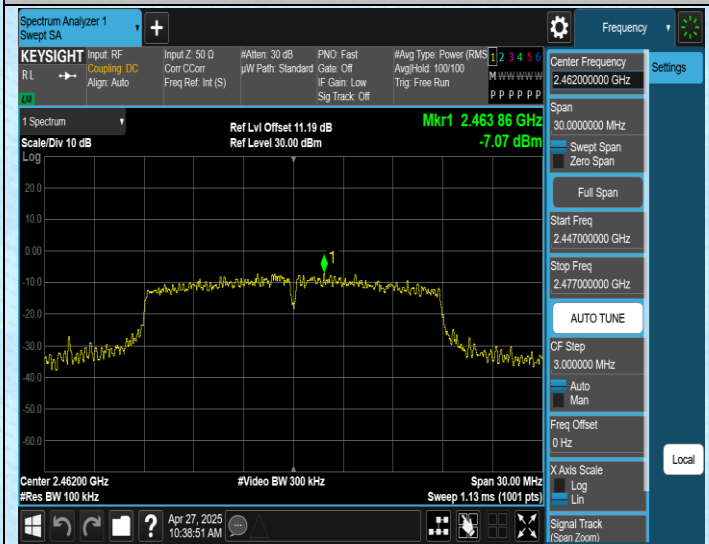 Spectrum Analyzer 1
Swept SA
+
Frequency
KEYSIGHT
RL
LXI
Input: RF
Coupling: DC
Align: Auto
Input Z: 50 Ω
Corr CCorr
Freq Ref: Int (S)
#Atten: 30 dB
µW Path: Standard
PNO: Fast
Gate: Off
IF Gain: Low
Sig Track: Off
#Avg Type: Power (RMS
Avg|Hold: 100/100
Trig: Free Run
1 2 3 4 5 6
M W W W W W
P P P P P P
1 Spectrum
Scale/Div 10 dB
Log
Ref Lvl Offset 11.19 dB
Ref Level 30.00 dBm
Mkr1 2.463 86 GHz
-7.07 dBm
20.0
10.0
0.00
-10.0
-20.0
-30.0
-40.0
-50.0
-60.0
1
Center 2.46200 GHz
#Res BW 100 kHz
#Video BW 300 kHz
Span 30.00 MHz
Sweep 1.13 ms (1001 pts)
Center Frequency
2.462000000 GHz
Span
30.0000000 MHz
Swept Span
Zero Span
Full Span
Start Freq
2.447000000 GHz
Stop Freq
2.477000000 GHz
AUTO TUNE
CF Step
3.000000 MHz
Auto
Man
Freq Offset
0 Hz
X Axis Scale
Log
Lin
Signal Track
(Span Zoom)
Settings
Local
?
Apr 27, 2025
10:38:51 AM